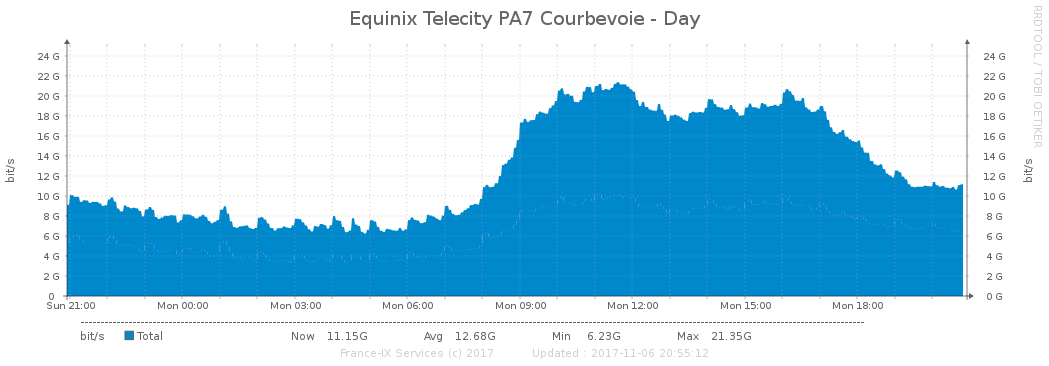 Equinix Telecity PA7 Courbevoie - Day
RRDTOOL / TOBI OETIKER
bit/s
24 G 24 G
22 G 22 G
20 G 20 G
18 G 18 G
16 G 16 G
14 G 14 G
12 G 12 G
10 G 10 G
8 G 8 G
6 G 6 G
4 G 4 G
2 G 2 G
0 0 G
bit/s
Sun 21:00 Mon 00:00 Mon 03:00 Mon 06:00 Mon 09:00 Mon 12:00 Mon 15:00 Mon 18:00
bit/s Total Now 11.15G Avg 12.68G Min 6.23G Max 21.35G
France-IX Services (c) 2017 Updated : 2017-11-06 20:55:12